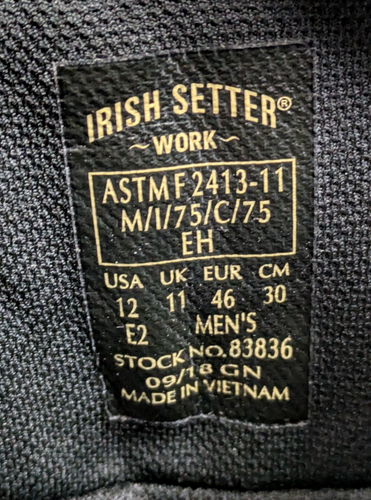 IRISH SETTER®
~WORK~
ASTM F 2413-11
M/I/75/C/75
EH
USA UK EUR CM
12 11 46 30
E2 MEN'S
STOCK NO. 83836
09/18 GN
MADE IN VIETNAM